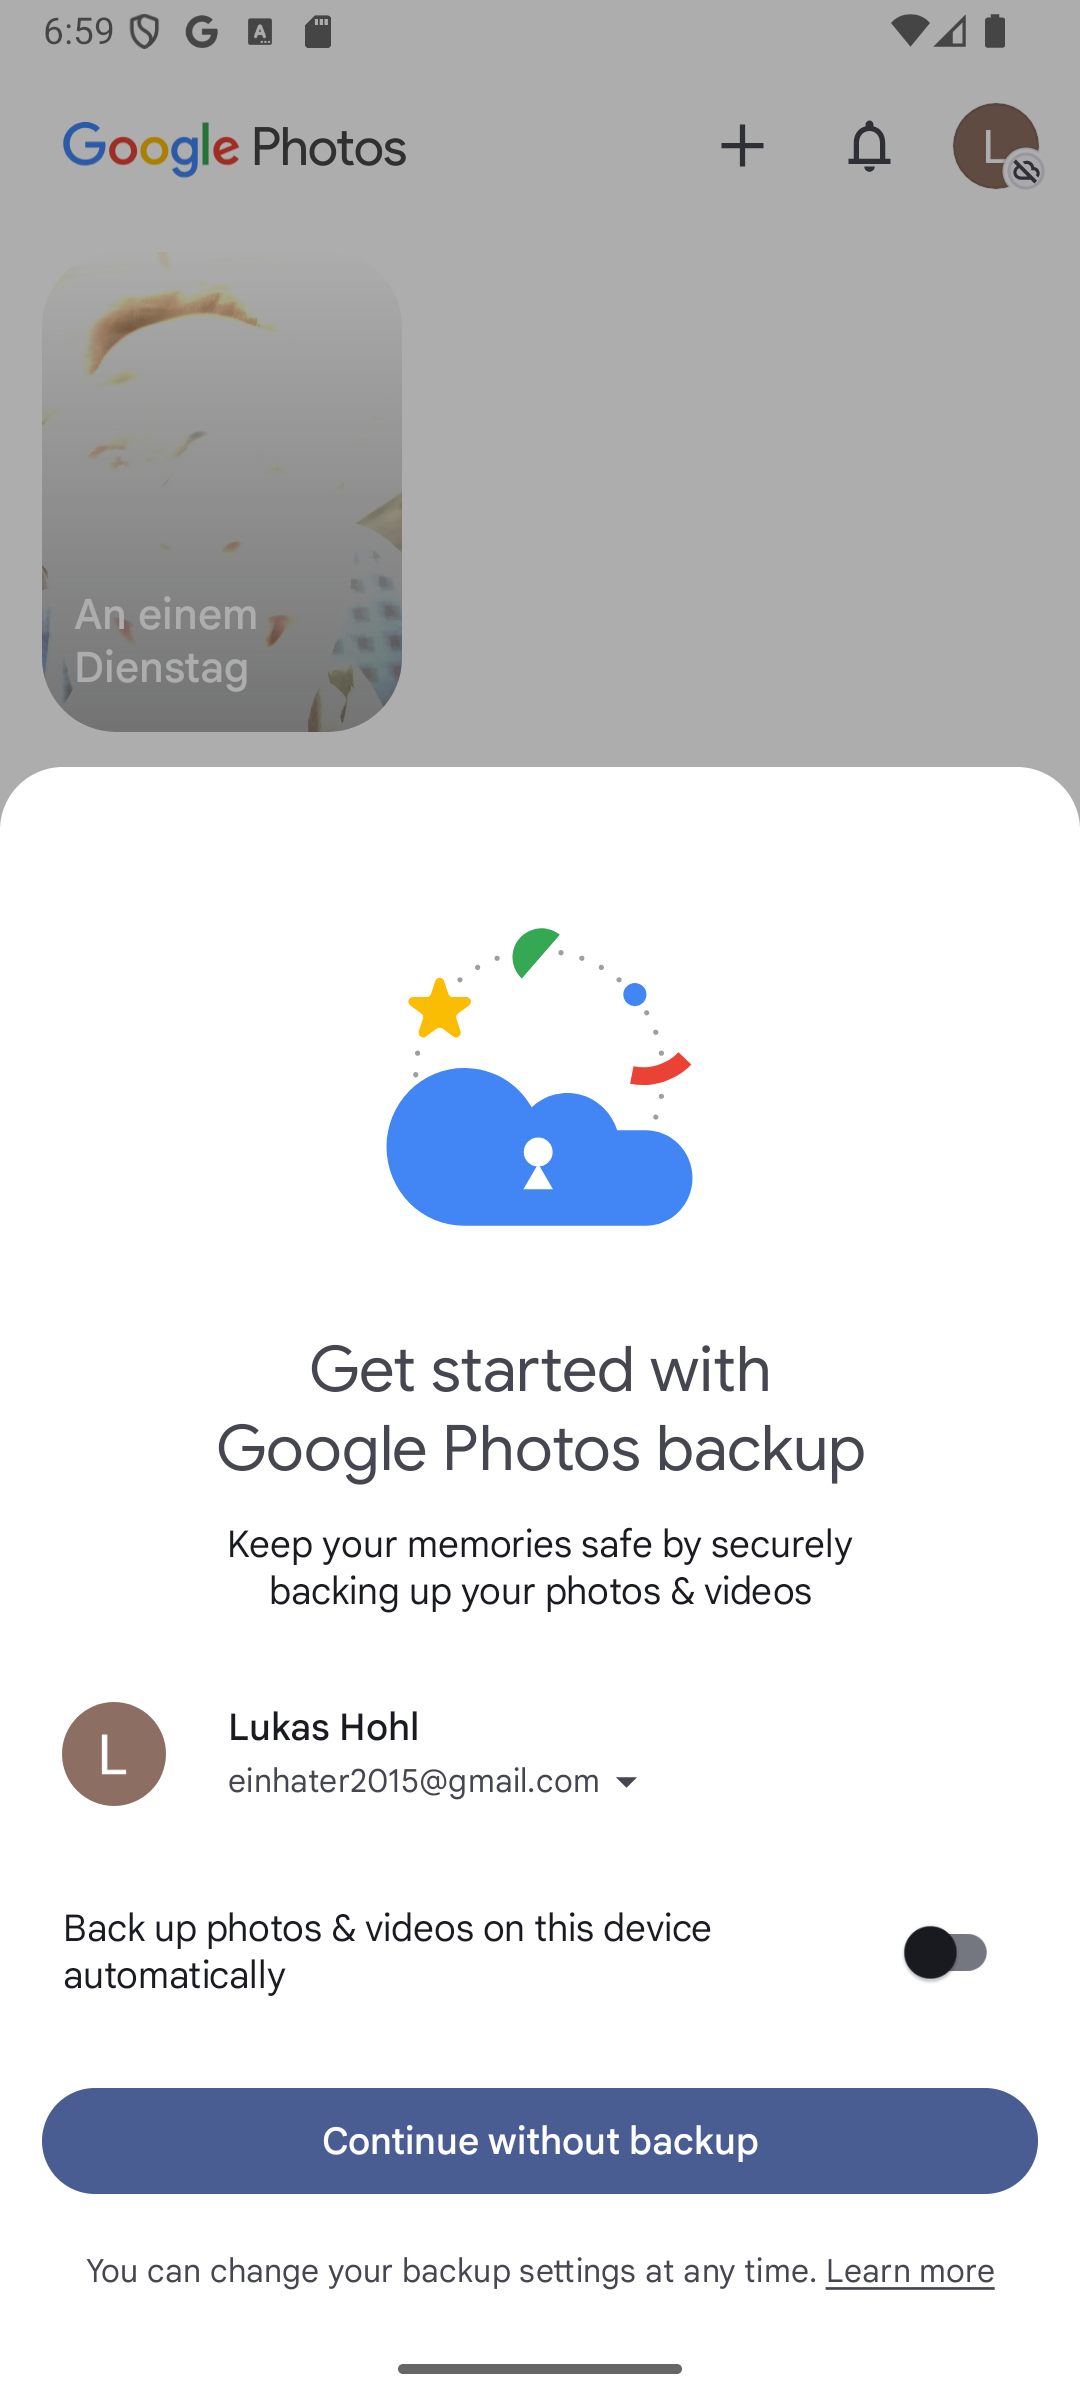 6:59
Google Photos
L
An einem
Dienstag
Get started with
Google Photos backup
Keep your memories safe by securely
backing up your photos & videos
L
Lukas Hohl
einhater2015@gmail.com
Back up photos & videos on this device
automatically
Continue without backup
You can change your backup settings at any time. Learn more